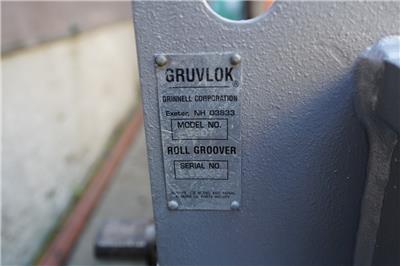 GRUVLOK®
GRINNELL CORPORATION
Exeter, NH 03833
MODEL NO.
ROLL GROOVER
SERIAL NO.